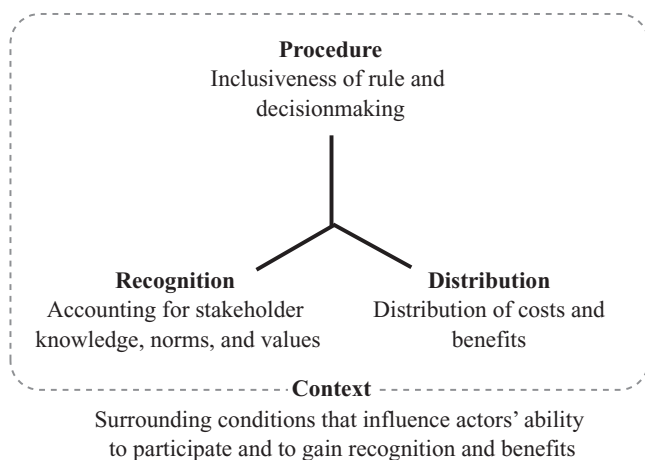 Procedure
Inclusiveness of rule and
decisionmaking
Recognition
Accounting for stakeholder
knowledge, norms, and values
Distribution
Distribution of costs and
benefits
Context
Surrounding conditions that influence actors’ ability
to participate and to gain recognition and benefits